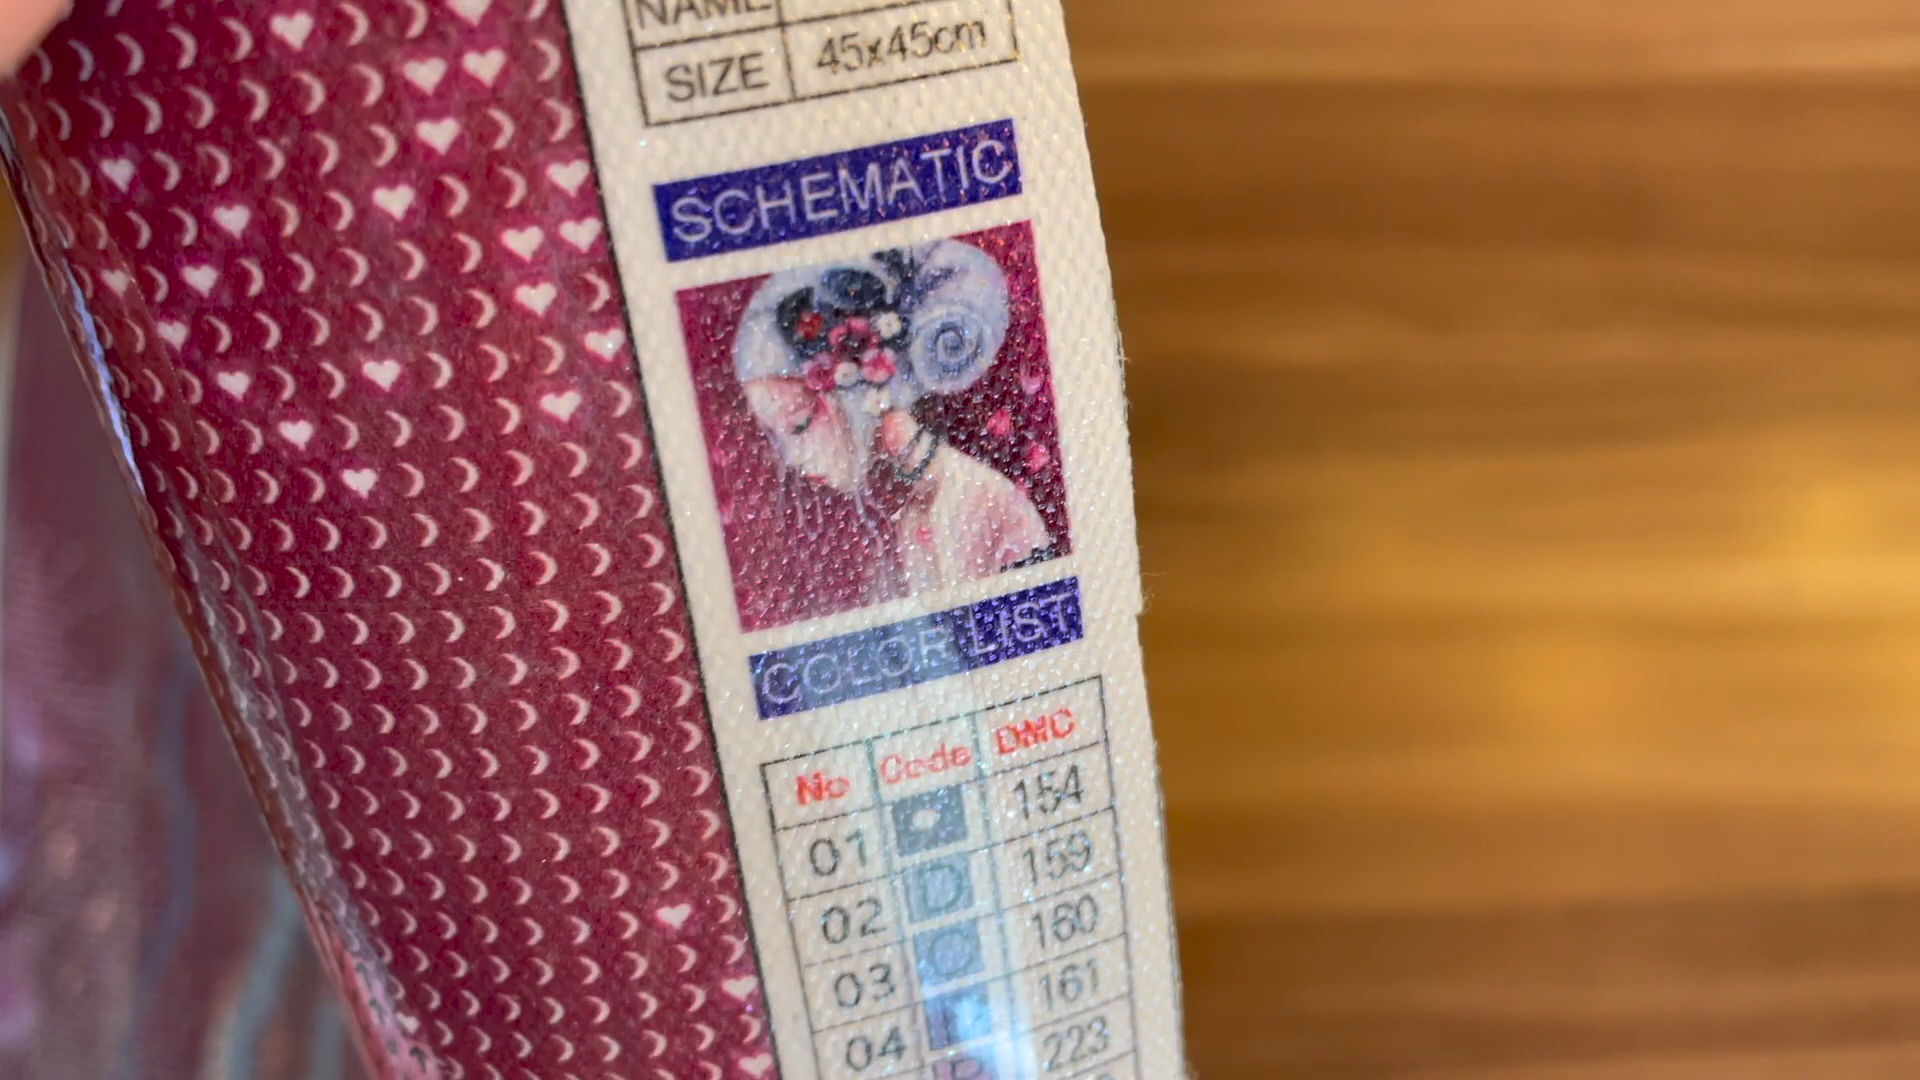 NAME
SIZE 45x45cm
SCHEMATIC
COLOR LIST
No Code DMC
01 154
02 D 159
03 160
04 161
223